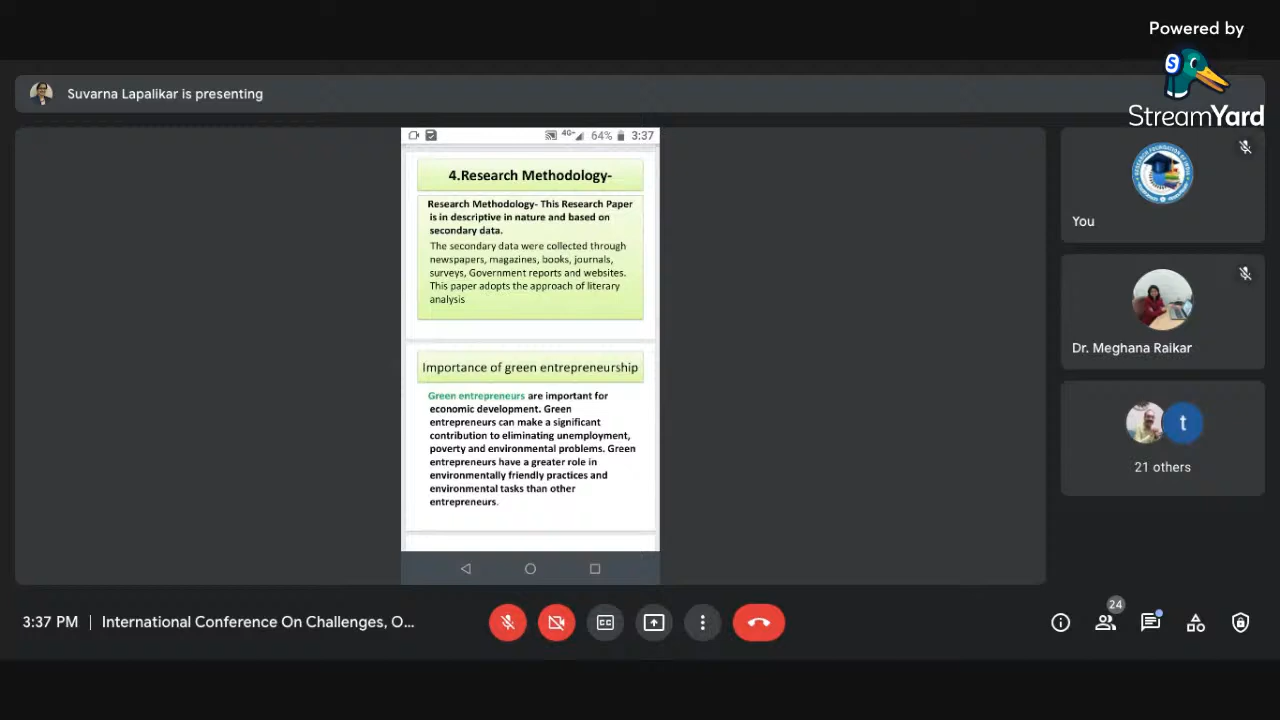 Powered by
StreamYard
Suvarna Lapalikar is presenting
4G+ 64% 3:37
4.Research Methodology-
Research Methodology- This Research Paper
is in descriptive in nature and based on
secondary data.
The secondary data were collected through
newspapers, magazines, books, journals,
surveys, Government reports and websites.
This paper adopts the approach of literary
analysis
Importance of green entrepreneurship
Green entrepreneurs are important for
economic development. Green
entrepreneurs can make a significant
contribution to eliminating unemployment,
poverty and environmental problems. Green
entrepreneurs have a greater role in
environmentally friendly practices and
environmental tasks than other
entrepreneurs.
You
Dr. Meghana Raikar
t
21 others
3:37 PM | International Conference On Challenges, O...
CC
24